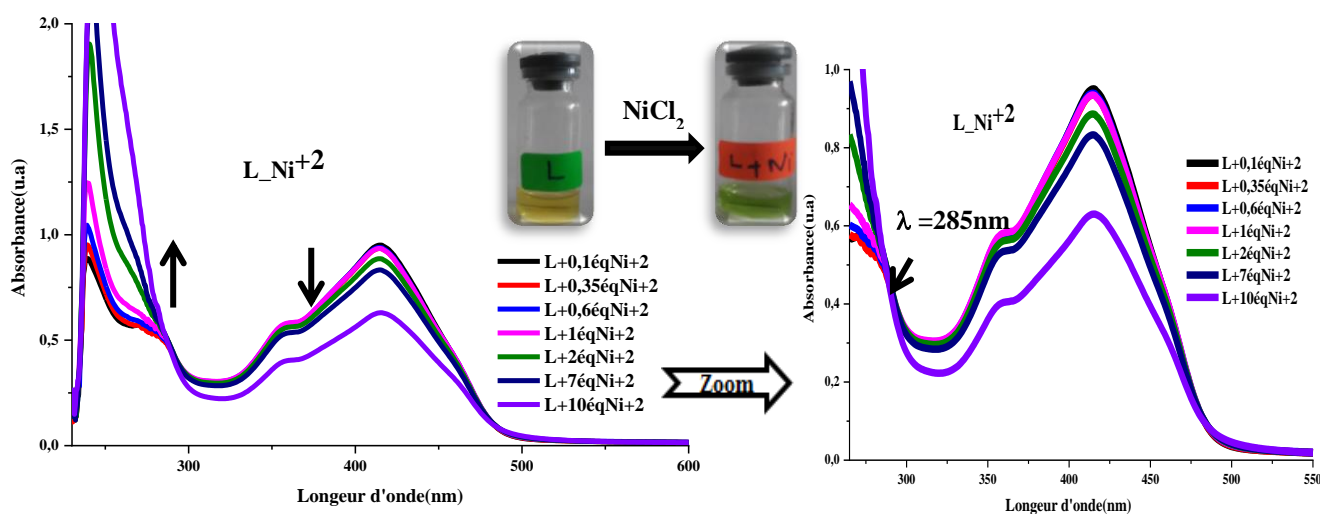 2,0
1,5
1,0
0,5
0,0
Absorbance(u.a)
300
400
500
600
Longeur d'onde(nm)
L_Ni+2
L
NiCl2
L+Ni
L+0,1éqNi+2
L+0,35éqNi+2
L+0,6éqNi+2
L+1éqNi+2
L+2éqNi+2
L+7éqNi+2
L+10éqNi+2
Zoom
1,0
0,8
0,6
0,4
0,2
0,0
Absorbance(u.a)
300
350
400
450
500
550
Longeur d'onde(nm)
L_Ni+2
λ =285nm
L+0,1éqNi+2
L+0,35éqNi+2
L+0,6éqNi+2
L+1éqNi+2
L+2éqNi+2
L+7éqNi+2
L+10éqNi+2